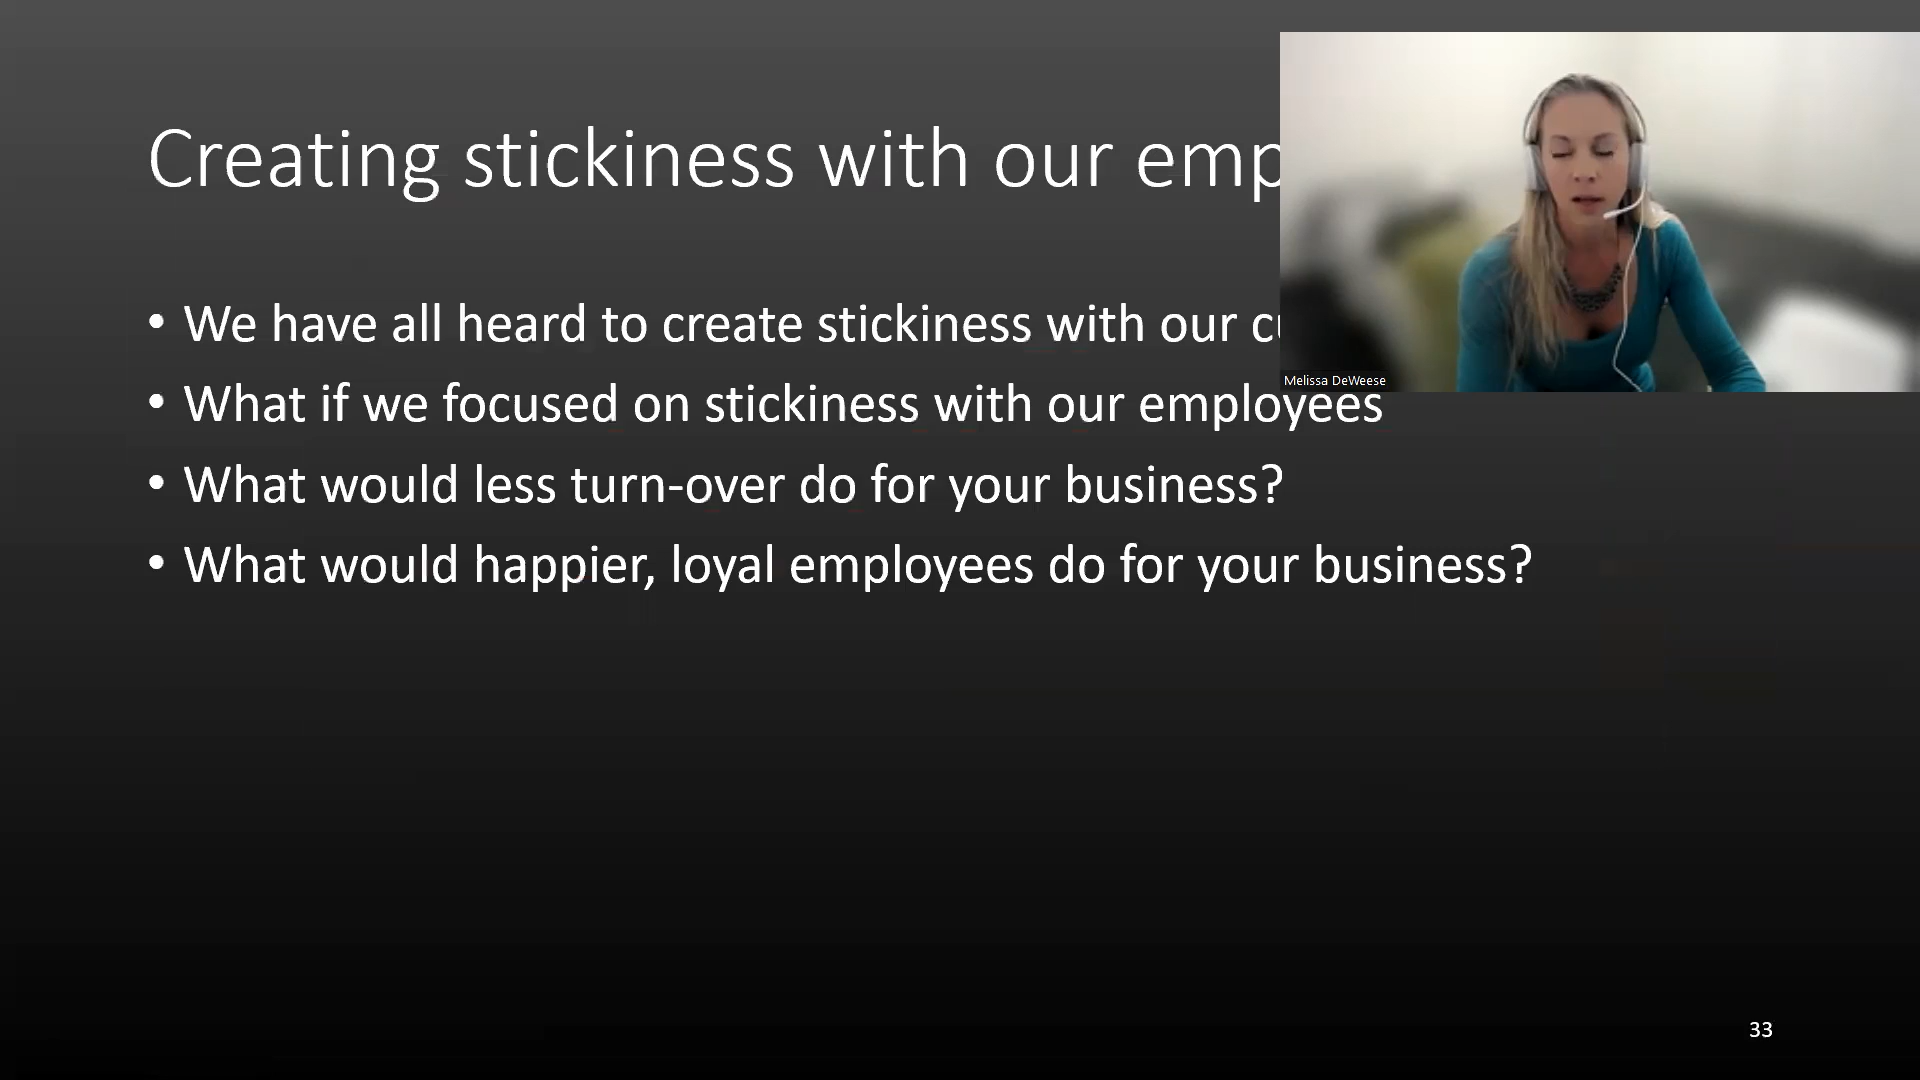 Creating stickiness with our
We have all heard to create stickiness with our
Melissa DeWeese
What if we focused on stickiness with our employees
What would less turn-over do for your business?
What would happier, loyal employees do for your business?
33